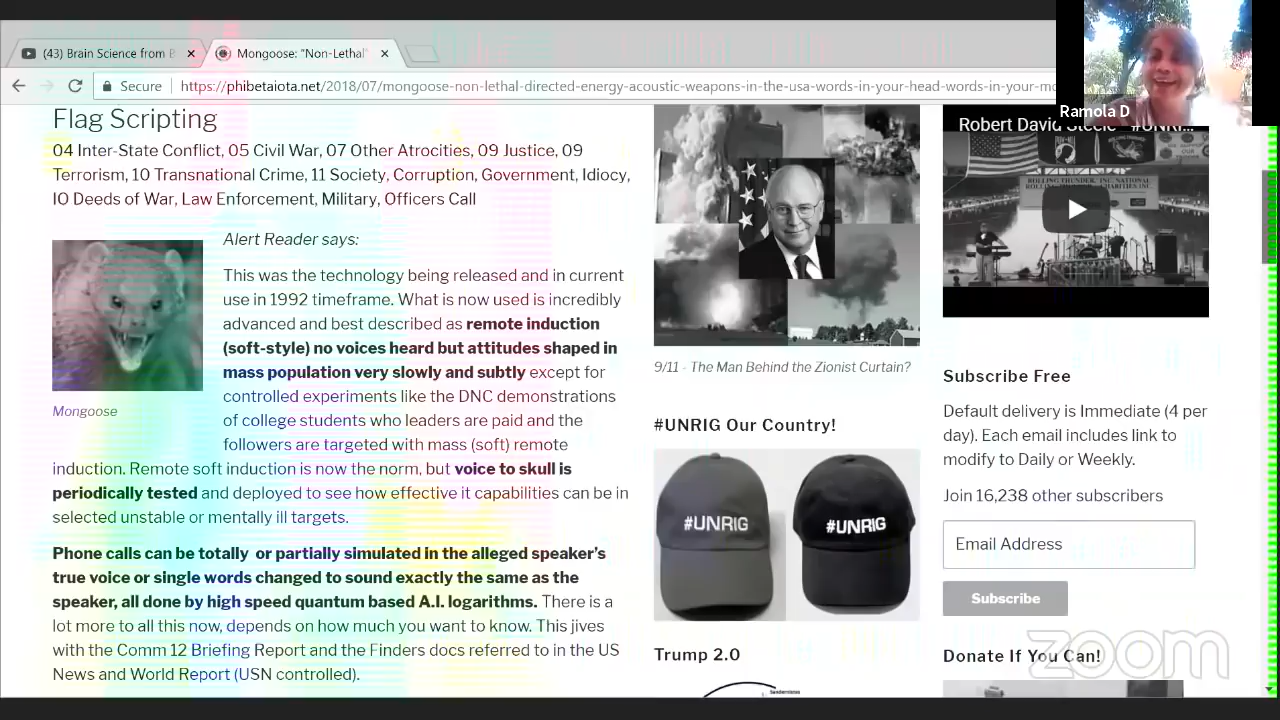 (43) Brain Science from B
Mongoose: "Non-Lethal"
Secure
https://phibetaiota.net/2018/07/mongoose-non-lethal-directed-energy-acoustic-weapons-in-the-usa-words-in-your-head-words-in-your-mo
Ramola D
Flag Scripting
04 Inter-State Conflict, 05 Civil War, 07 Other Atrocities, 09 Justice, 09
Terrorism, 10 Transnational Crime, 11 Society, Corruption, Government, Idiocy,
IO Deeds of War, Law Enforcement, Military, Officers Call
Mongoose
Alert Reader says:
This was the technology being released and in current
use in 1992 timeframe. What is now used is incredibly
advanced and best described as remote induction
(soft-style) no voices heard but attitudes shaped in
mass population very slowly and subtly except for
controlled experiments like the DNC demonstrations
of college students who leaders are paid and the
followers are targeted with mass (soft) remote
induction. Remote soft induction is now the norm, but voice to skull is
periodically tested and deployed to see how effective it capabilities can be in
selected unstable or mentally ill targets.
Phone calls can be totally or partially simulated in the alleged speaker's
true voice or single words changed to sound exactly the same as the
speaker, all done by high speed quantum based A.I. logarithms. There is a
lot more to all this now, depends on how much you want to know. This jives
with the Comm 12 Briefing Report and the Finders docs referred to in the US
News and World Report (USN controlled).
9/11 - The Man Behind the Zionist Curtain?
#UNRIG Our Country!
#UNRIG
#UNRIG
Trump 2.0
Robert David Steele
ROLLING THUNDER, INC. NATIONAL
Subscribe Free
Default delivery is Immediate (4 per
day). Each email includes link to
modify to Daily or Weekly.
Join 16,238 other subscribers
Email Address
Subscribe
Donate If You Can!
zoom